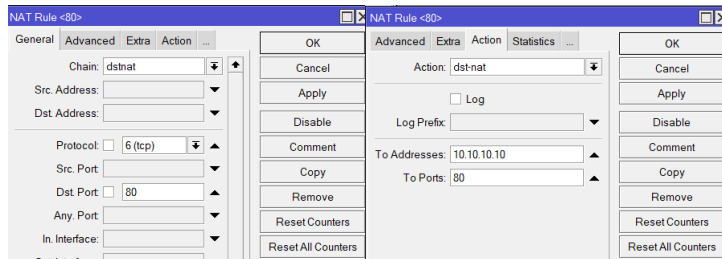 NAT Rule <80>
General Advanced Extra Action ...
Chain: dstnat
Src. Address:
Dst. Address:
Protocol: 6 (tcp)
Src. Port:
Dst. Port: 80
Any. Port:
In. Interface:
OK
Cancel
Apply
Disable
Comment
Copy
Remove
Reset Counters
Reset All Counters
NAT Rule <80>
Advanced Extra Action Statistics ...
Action: dst-nat
Log
Log Prefix:
To Addresses: 10.10.10.10
To Ports: 80
OK
Cancel
Apply
Disable
Comment
Copy
Remove
Reset Counters
Reset All Counters